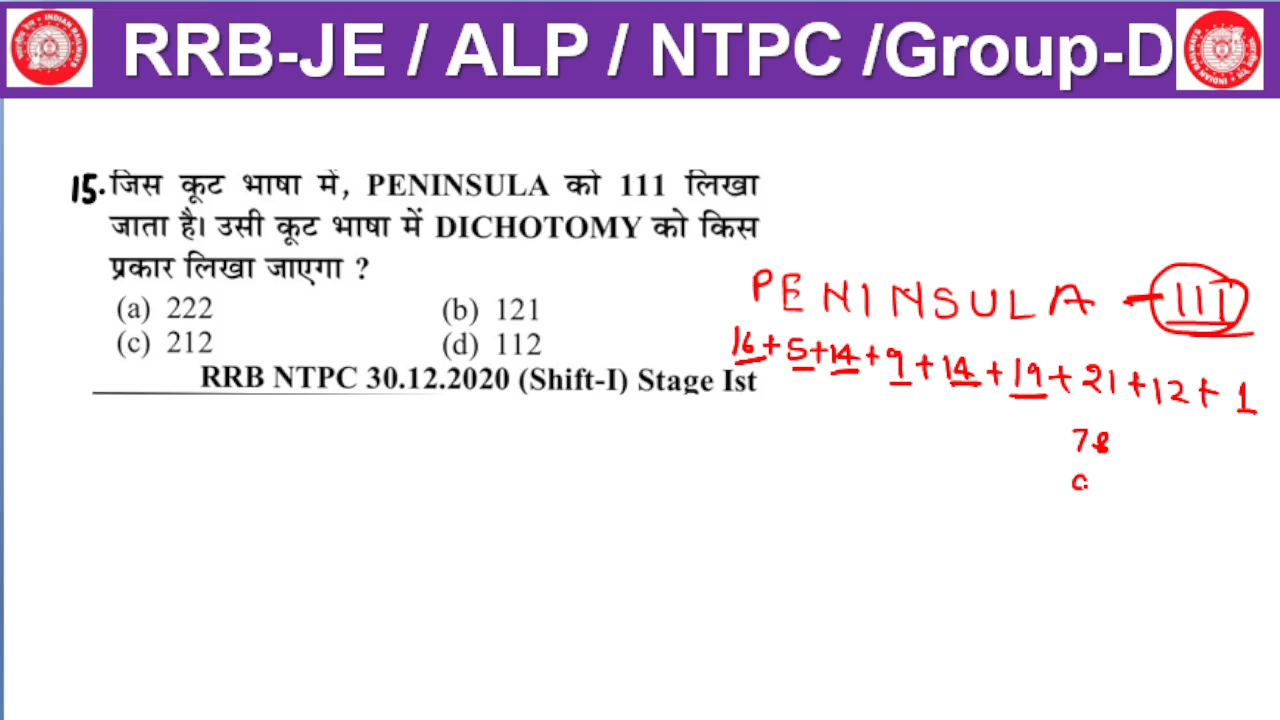 RRB-JE / ALP / NTPC /Group-D
15. जिस कूट भाषा में, PENINSULA को 111 लिखा
जाता है। उसी कूट भाषा में DICHOTOMY को किस
प्रकार लिखा जाएगा ?
(a) 222 (b) 121
(c) 212 (d) 112
RRB NTPC 30.12.2020 (Shift-I) Stage Ist
PENINSULA - 111
16 + 5 + 14 + 9 + 14 + 19 + 21 + 12 + 1